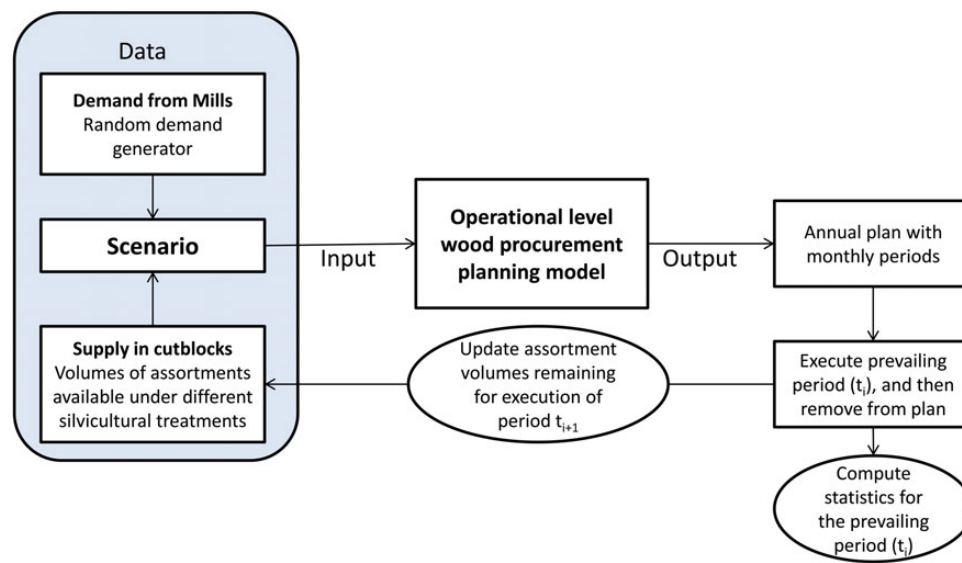 Data
Demand from Mills
Random demand
generator
Scenario
Supply in cutblocks
Volumes of assortments
available under different
silvicultural treatments
Input
Operational level
wood procurement
planning model
Output
Annual plan with
monthly periods
Execute prevailing
period (tᵢ), and then
remove from plan
Update assortment
volumes remaining
for execution of
period tᵢ₊₁
Compute
statistics for
the prevailing
period (tᵢ)